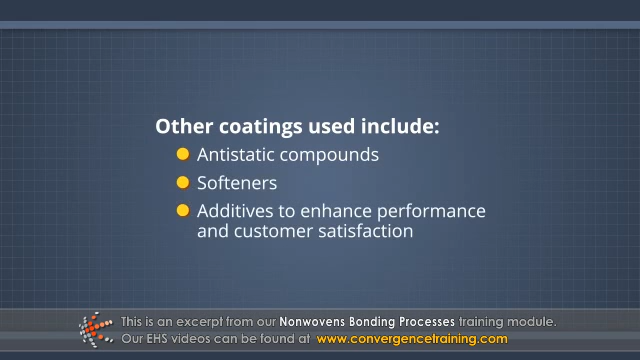 Other coatings used include:
Antistatic compounds
Softeners
Additives to enhance performance
and customer satisfaction
This is an excerpt from our Nonwovens Bonding Processes training module.
Our EHS videos can be found at www.convergencetraining.com